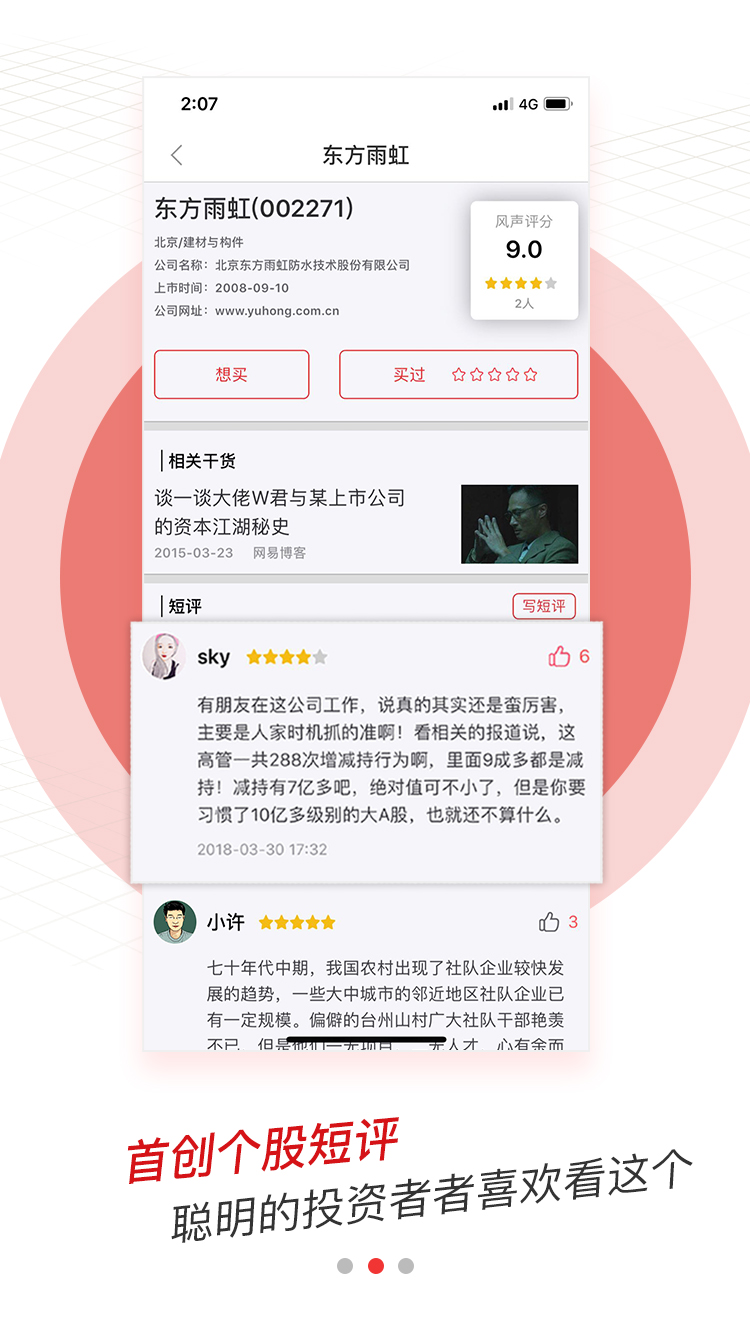 2:07
4G
东方雨虹
东方雨虹(002271)
北京/建材与构件
公司名称：北京东方雨虹防水技术股份有限公司
上市时间：2008-09-10
公司网址：www.yuhong.com.cn
风声评分
9.0
2人
想买
买过
相关干货
谈一谈大佬W君与某上市公司
的资本江湖秘史
2015-03-23 网易博客
短评
写短评
sky
6
有朋友在这公司工作，说真的其实还是蛮厉害，
主要是人家时机抓的准啊！看相关的报道说，这
高管一共288次增减持行为啊，里面9成多都是减
持！减持有7亿多吧，绝对值可不小了，但是你要
习惯了10亿多级别的大A股，也就还不算什么。
2018-03-30 17:32
小许
3
七十年代中期，我国农村出现了社队企业较快发
展的趋势，一些大中城市的邻近地区社队企业已
有一定规模。偏僻的台州山村广大社队干部艳羡
不已，但是他们一无项目、无人才，心有余而
首创个股短评
聪明的投资者者喜欢看这个